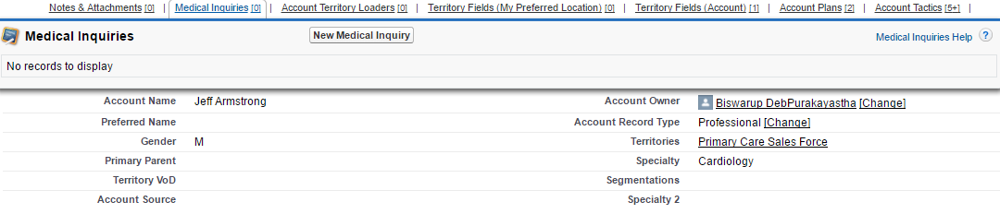 Notes & Attachments [0] | Medical Inquiries [0] | Account Territory Loaders [0] | Territory Fields (My Preferred Location) [0] | Territory Fields (Account) [1] | Account Plans [2] | Account Tactics [5+] |
Medical Inquiries New Medical Inquiry Medical Inquiries Help ?
No records to display
Account Name Jeff Armstrong Account Owner Biswarup DebPurakayastha [Change]
Preferred Name Account Record Type Professional [Change]
Gender M Territories Primary Care Sales Force
Primary Parent Specialty Cardiology
Territory VoD Segmentations
Account Source Specialty 2